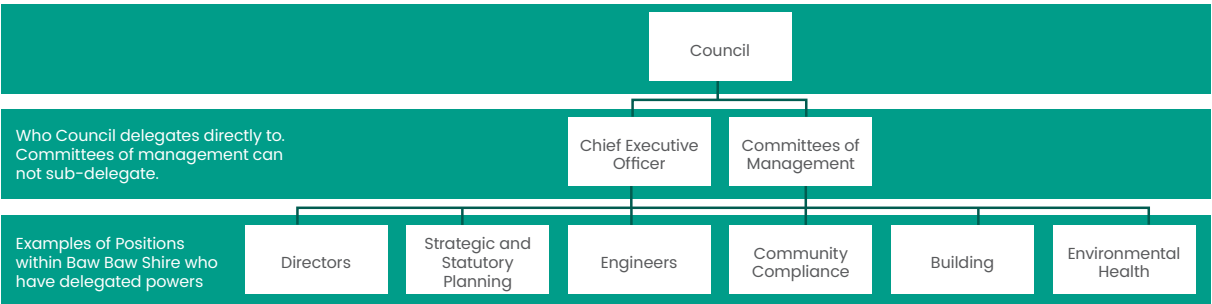 Council
Who Council delegates directly to.
Committees of management can
not sub-delegate.
Chief Executive
Officer
Committees of
Management
Examples of Positions
within Baw Baw Shire who
have delegated powers
Directors
Strategic and
Statutory
Planning
Engineers
Community
Compliance
Building
Environmental
Health